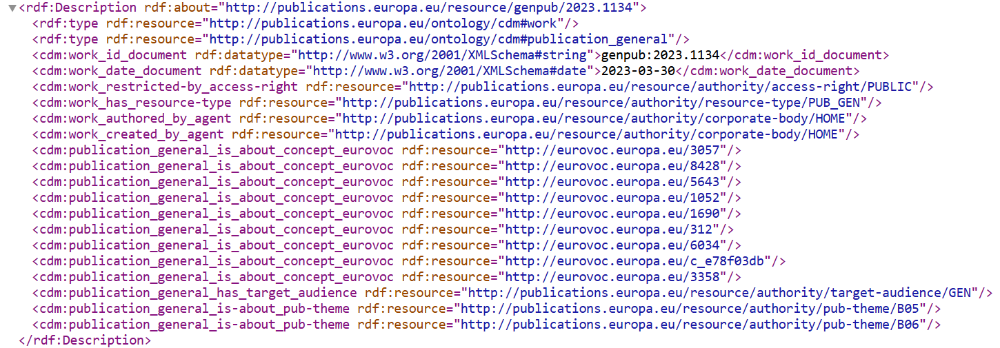 ▼<rdf:Description rdf:about="http://publications.europa.eu/resource/genpub/2023.1134">
<rdf:type rdf:resource="http://publications.europa.eu/ontology/cdm#work"/>
<rdf:type rdf:resource="http://publications.europa.eu/ontology/cdm#publication_general"/>
<cdm:work_id_document rdf:datatype="http://www.w3.org/2001/XMLSchema#string">genpub:2023.1134</cdm:work_id_document>
<cdm:work_date_document rdf:datatype="http://www.w3.org/2001/XMLSchema#date">2023-03-30</cdm:work_date_document>
<cdm:work_restricted-by_access-right rdf:resource="http://publications.europa.eu/resource/authority/access-right/PUBLIC"/>
<cdm:work_has_resource-type rdf:resource="http://publications.europa.eu/resource/authority/resource-type/PUB_GEN"/>
<cdm:work_authored_by_agent rdf:resource="http://publications.europa.eu/resource/authority/corporate-body/HOME"/>
<cdm:work_created_by_agent rdf:resource="http://publications.europa.eu/resource/authority/corporate-body/HOME"/>
<cdm:publication_general_is_about_concept_eurovoc rdf:resource="http://eurovoc.europa.eu/3057"/>
<cdm:publication_general_is_about_concept_eurovoc rdf:resource="http://eurovoc.europa.eu/8428"/>
<cdm:publication_general_is_about_concept_eurovoc rdf:resource="http://eurovoc.europa.eu/5643"/>
<cdm:publication_general_is_about_concept_eurovoc rdf:resource="http://eurovoc.europa.eu/1052"/>
<cdm:publication_general_is_about_concept_eurovoc rdf:resource="http://eurovoc.europa.eu/1690"/>
<cdm:publication_general_is_about_concept_eurovoc rdf:resource="http://eurovoc.europa.eu/312"/>
<cdm:publication_general_is_about_concept_eurovoc rdf:resource="http://eurovoc.europa.eu/6034"/>
<cdm:publication_general_is_about_concept_eurovoc rdf:resource="http://eurovoc.europa.eu/c_e78f03db"/>
<cdm:publication_general_is_about_concept_eurovoc rdf:resource="http://eurovoc.europa.eu/3358"/>
<cdm:publication_general_has_target_audience rdf:resource="http://publications.europa.eu/resource/authority/target-audience/GEN"/>
<cdm:publication_general_is-about_pub-theme rdf:resource="http://publications.europa.eu/resource/authority/pub-theme/B05"/>
<cdm:publication_general_is-about_pub-theme rdf:resource="http://publications.europa.eu/resource/authority/pub-theme/B06"/>
</rdf:Description>